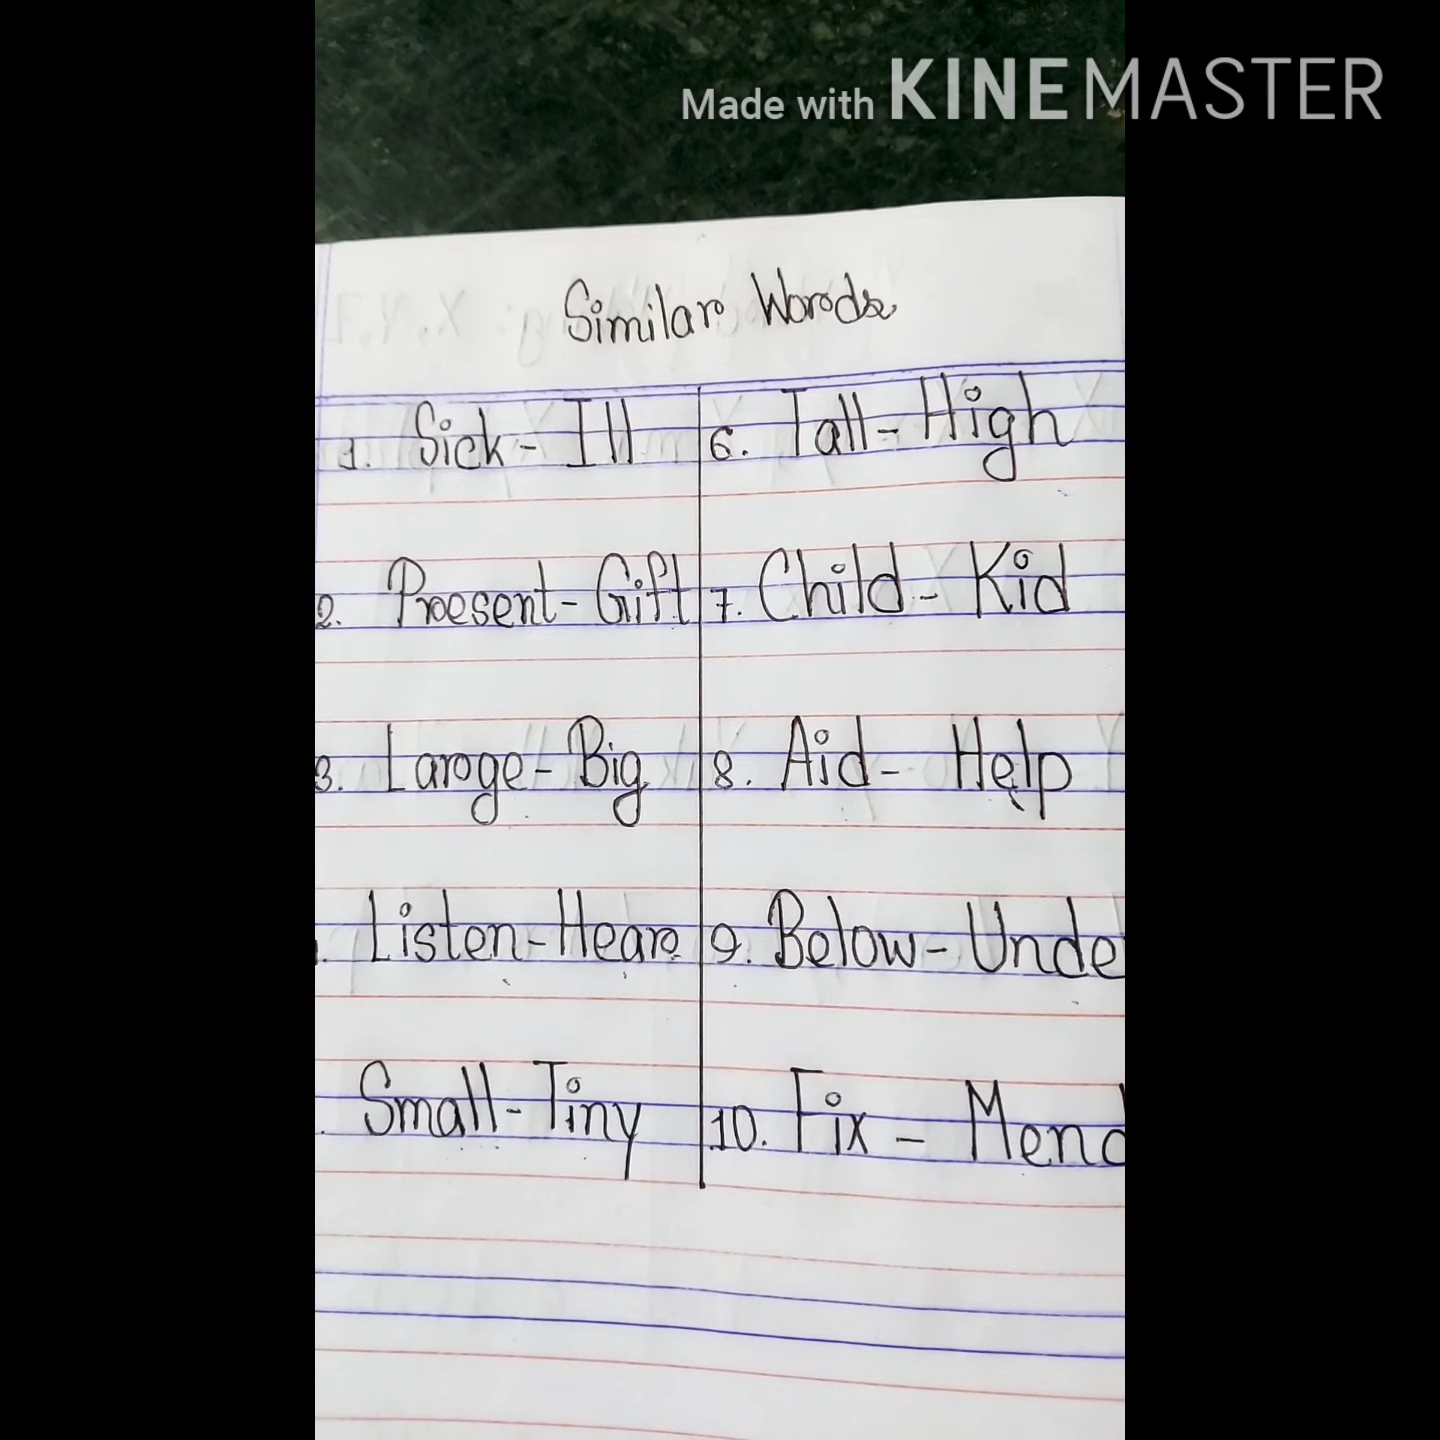 Made with KINEMASTER
Similar Words
1. Sick - Ill
2. Present - Gift
3. Large - Big
. Listen - Hear
. Small - Tiny
6. Tall - High
7. Child - Kid
8. Aid - Help
9. Below - Unde
10. Fix - Mend